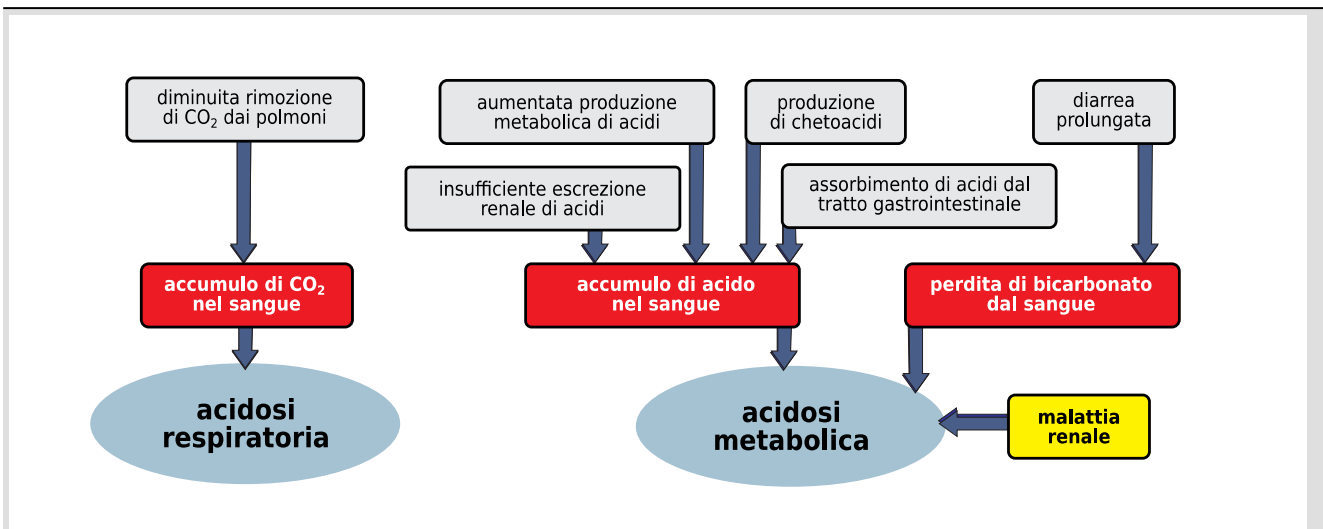 diminuita rimozione
di CO₂ dai polmoni
aumentata produzione
metabolica di acidi
produzione
di chetoacidi
diarrea
prolungata
insufficiente escrezione
renale di acidi
assorbimento di acidi dal
tratto gastrointestinale
accumulo di CO₂
nel sangue
accumulo di acido
nel sangue
perdita di bicarbonato
dal sangue
acidosi
respiratoria
acidosi
metabolica
malattia
renale